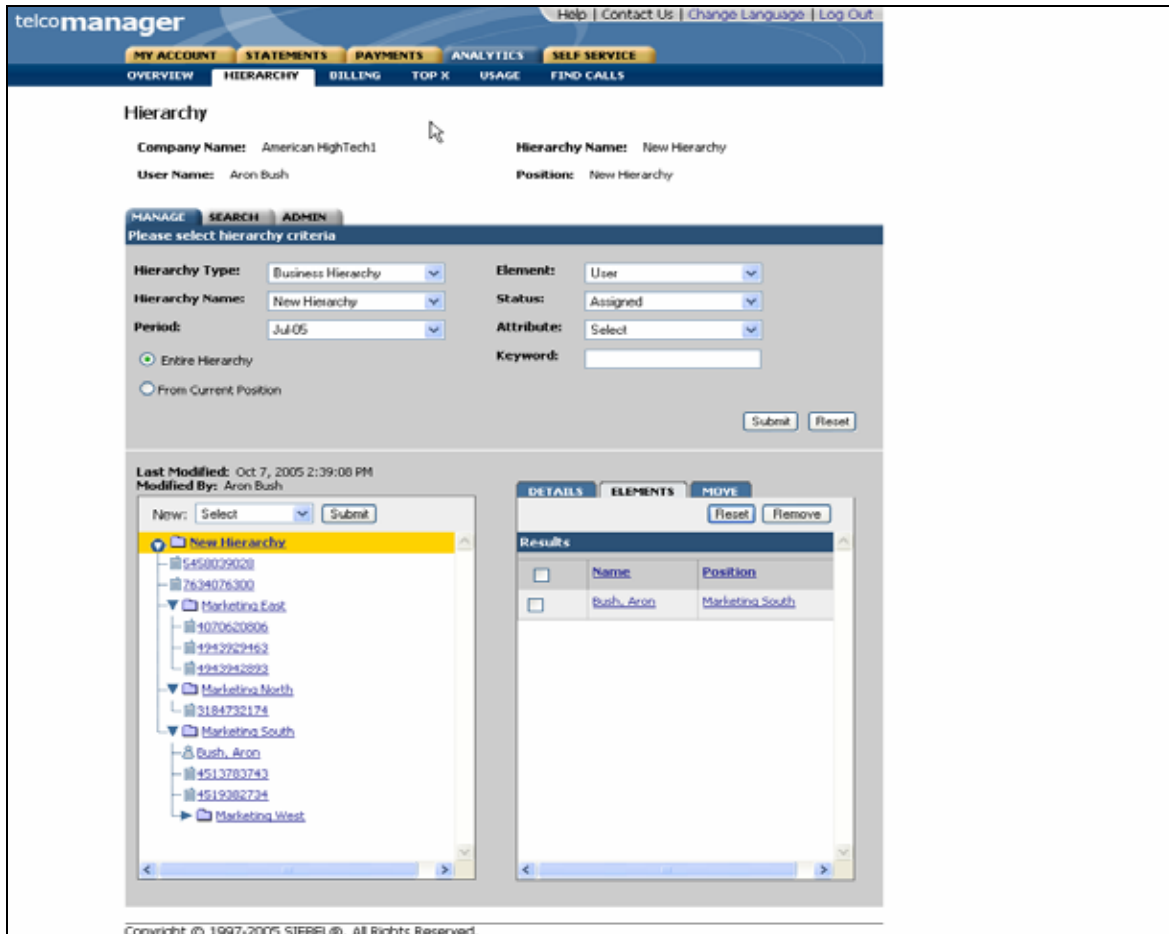 Help | Contact Us | Change Language | Log Out
telcomanager
MY ACCOUNT STATEMENTS PAYMENTS ANALYTICS SELF SERVICE
OVERVIEW HIERARCHY BILLING TOP X USAGE FIND CALLS
Hierarchy
Company Name: American HighTech1 Hierarchy Name: New Hierarchy
User Name: Aron Bush Position: New Hierarchy
MANAGE SEARCH ADMIN
Please select hierarchy criteria
Hierarchy Type: Business Hierarchy Element: User
Hierarchy Name: New Hierarchy Status: Assigned
Period: Jul-05 Attribute: Select
Entire Hierarchy Keyword:
From Current Position
Submit Reset
Last Modified: Oct 7, 2005 2:39:08 PM
Modified By: Aron Bush
DETAILS ELEMENTS MOVE
New: Select Submit Reset Remove
New Hierarchy Results
5458039028
Name Position
7634076300
Marketing East Bush, Aron Marketing South
4070620806
4943929463
4943942893
Marketing North
3184732174
Marketing South
Bush, Aron
4513783743
4519382734
Marketing West
Copyright © 1997-2005 SIEBEL®. All Rights Reserved